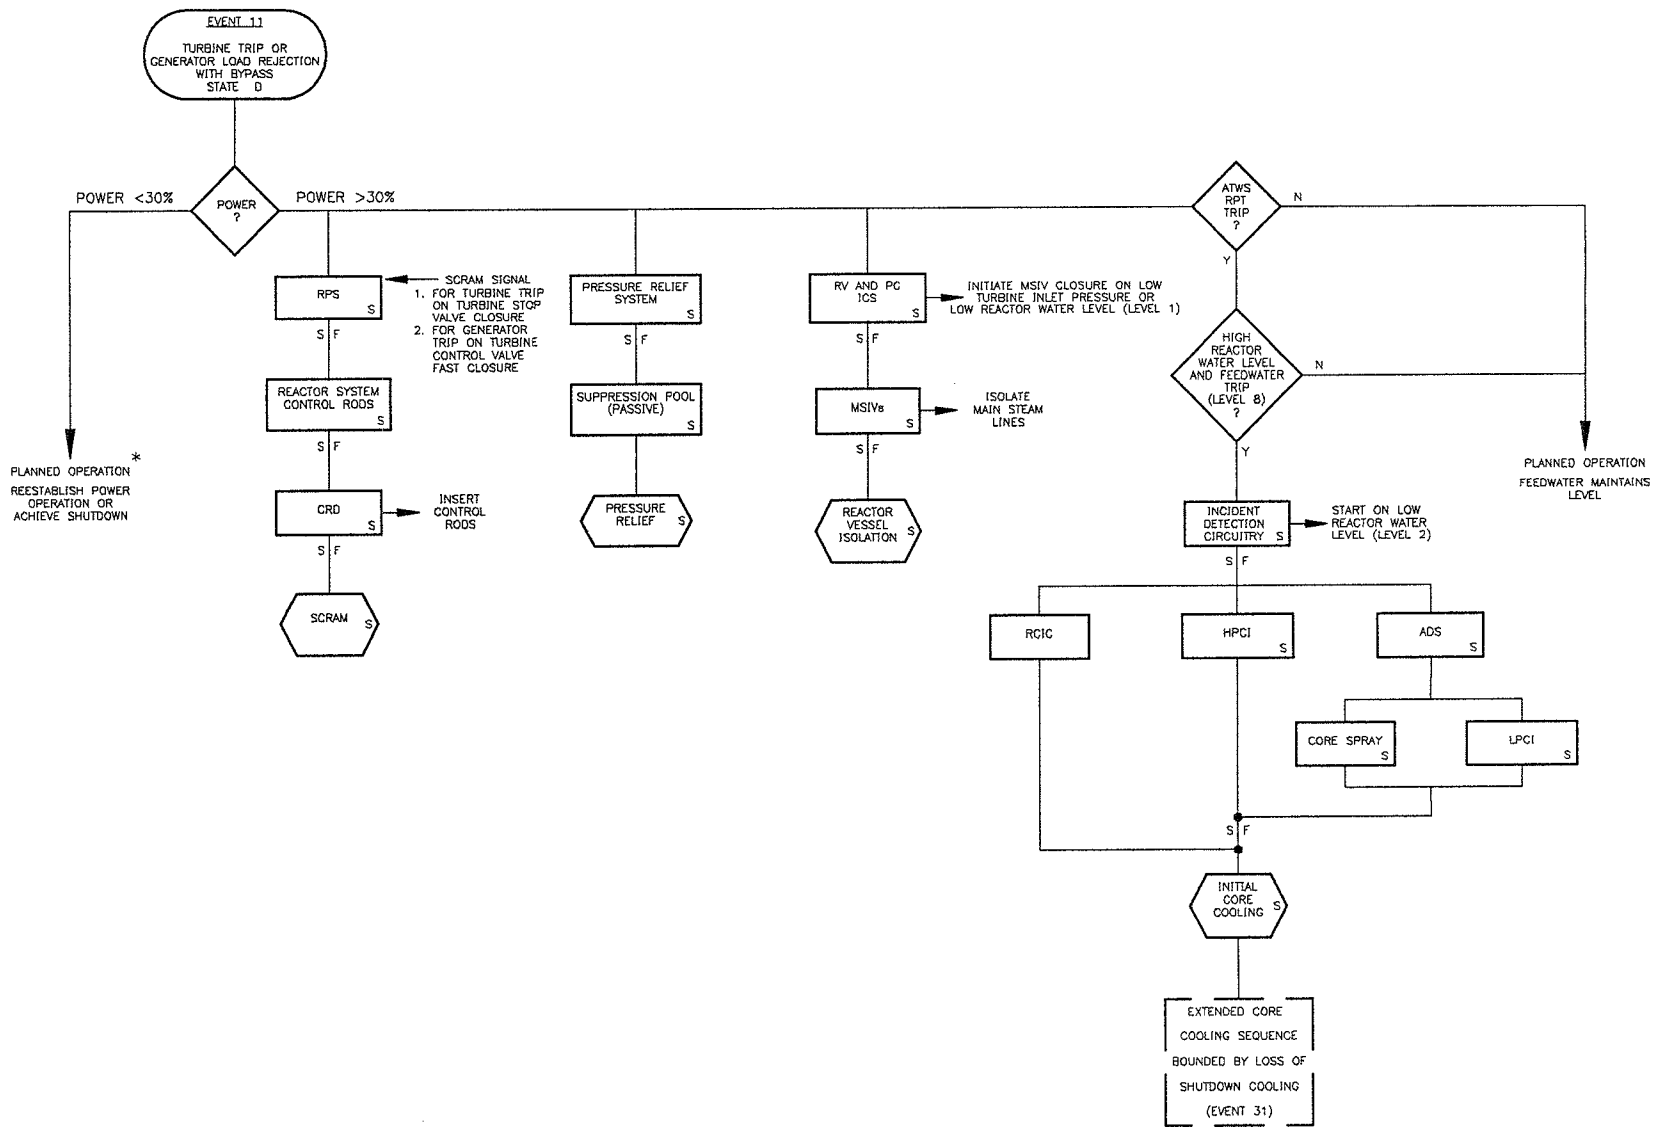 EVENT 11
TURBINE TRIP OR
GENERATOR LOAD REJECTION
WITH BYPASS
STATE D
POWER <30%
POWER
?
POWER >30%
ATWS
RPT
TRIP
?
N
Y
PLANNED OPERATION *
REESTABLISH POWER
OPERATION OR
ACHIEVE SHUTDOWN
RPS
S
SCRAM SIGNAL
1. FOR TURBINE TRIP
ON TURBINE STOP
VALVE CLOSURE
2. FOR GENERATOR
TRIP ON TURBINE
CONTROL VALVE
FAST CLOSURE
S F
REACTOR SYSTEM
CONTROL RODS
S
S F
CRD
S
INSERT
CONTROL
RODS
S F
SCRAM
S
PRESSURE RELIEF
SYSTEM
S
S F
SUPPRESSION POOL
(PASSIVE)
S
PRESSURE
RELIEF
S
RV AND PC
ICS
S
INITIATE MSIV CLOSURE ON LOW
TURBINE INLET PRESSURE OR
LOW REACTOR WATER LEVEL (LEVEL 1)
S F
MSIVs
S
ISOLATE
MAIN STEAM
LINES
S F
REACTOR
VESSEL
ISOLATION
S
HIGH
REACTOR
WATER LEVEL
AND FEEDWATER
TRIP
(LEVEL 8)
?
N
Y
PLANNED OPERATION
FEEDWATER MAINTAINS
LEVEL
INCIDENT
DETECTION
CIRCUITRY
S
START ON LOW
REACTOR WATER
LEVEL (LEVEL 2)
S F
RCIC
HPCI
S
ADS
S
CORE SPRAY
S
LPCI
S
S F
INITIAL
CORE
COOLING
S
EXTENDED CORE
COOLING SEQUENCE
BOUNDED BY LOSS OF
SHUTDOWN COOLING
(EVENT 31)